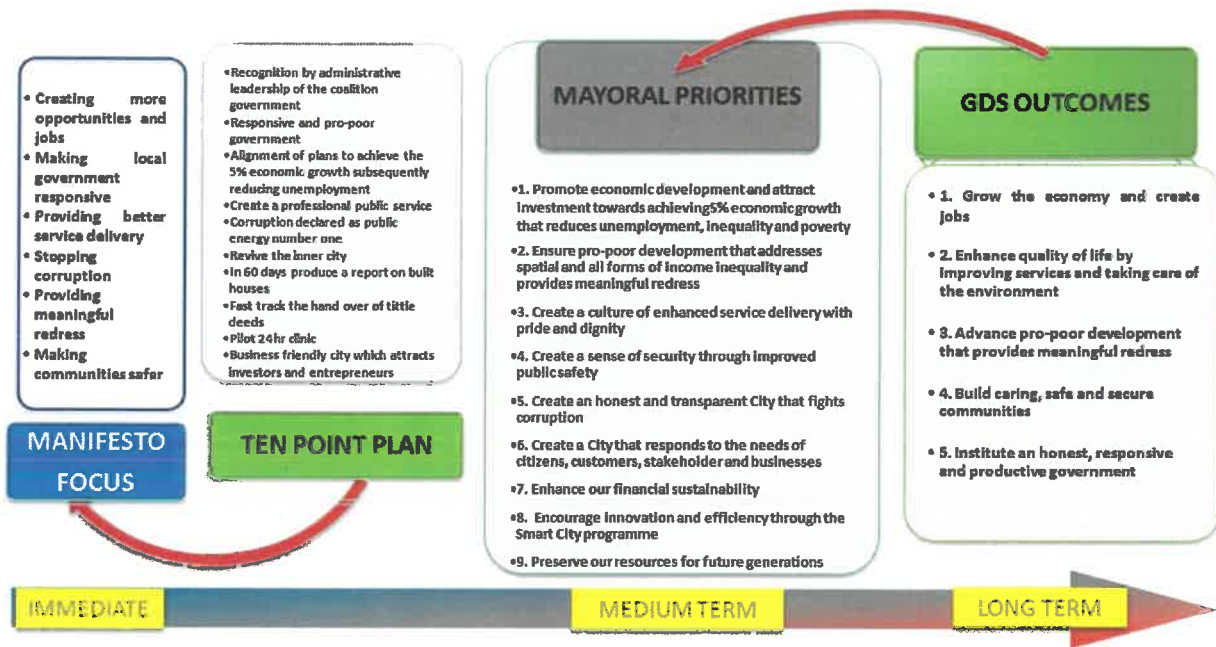 • Creating more
opportunities and
jobs
• Making local
government
responsive
• Providing better
service delivery
• Stopping
corruption
• Providing
meaningful
redress
• Making
communities safer
MANIFESTO
FOCUS
•Recognition by administrative
leadership of the coalition
government
•Responsive and pro-poor
government
•Alignment of plans to achieve the
5% economic growth subsequently
reducing unemployment
•Create a professional public service
•Corruption declared as public
energy number one
•Revive the inner city
•In 60 days produce a report on built
houses
•Fast track the hand over of tittle
deeds
•Pilot 24 hr clinic
•Business friendly city which attracts
investors and entrepreneurs
TEN POINT PLAN
MAYORAL PRIORITIES
•1. Promote economic development and attract
investment towards achieving5% economic growth
that reduces unemployment, inequality and poverty
•2. Ensure pro-poor development that addresses
spatial and all forms of income inequality and
provides meaningful redress
•3. Create a culture of enhanced service delivery with
pride and dignity
•4. Create a sense of security through improved
public safety
•5. Create an honest and transparent City that fights
corruption
•6. Create a City that responds to the needs of
citizens, customers, stakeholder and businesses
•7. Enhance our financial sustainability
•8. Encourage innovation and efficiency through the
Smart City programme
•9. Preserve our resources for future generations
GDS OUTCOMES
• 1. Grow the economy and create
jobs
• 2. Enhance quality of life by
improving services and taking care of
the environment
• 3. Advance pro-poor development
that provides meaningful redress
• 4. Build caring, safe and secure
communities
• 5. Institute an honest, responsive
and productive government
IMMEDIATE
MEDIUM TERM
LONG TERM